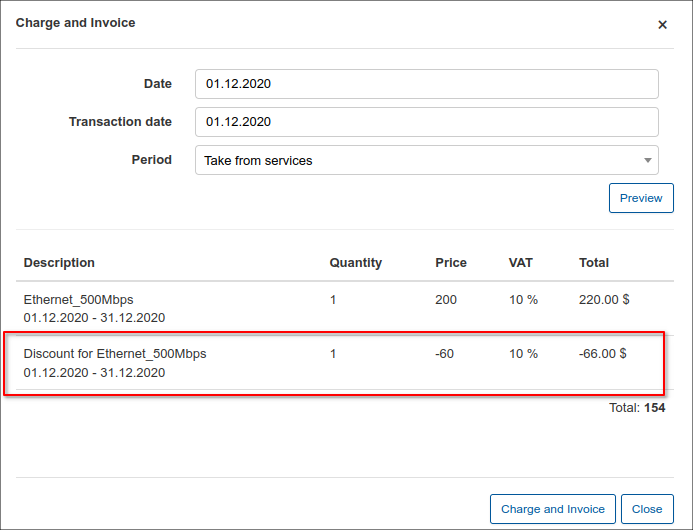 Charge and Invoice ×
Date 01.12.2020
Transaction date 01.12.2020
Period Take from services
Preview
Description Quantity Price VAT Total
Ethernet_500Mbps 1 200 10 % 220.00 $
01.12.2020 - 31.12.2020
Discount for Ethernet_500Mbps 1 -60 10 % -66.00 $
01.12.2020 - 31.12.2020
Total: 154
Charge and Invoice Close